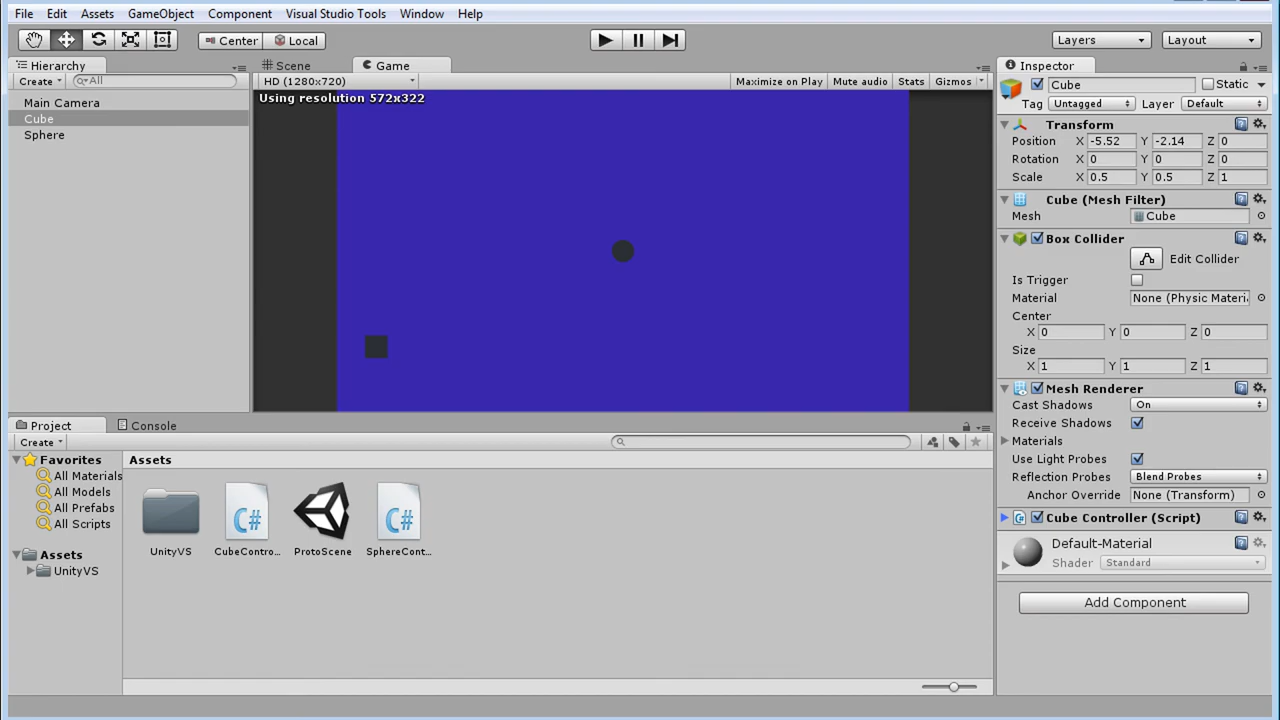 File Edit Assets GameObject Component Visual Studio Tools Window Help
Center Local Layers Layout
Hierarchy
Create All
Main Camera
Cube
Sphere
Scene Game
HD (1280x720) Maximize on Play Mute audio Stats Gizmos
Using resolution 572x322
Inspector
Cube Static
Tag Untagged Layer Default
Transform
Position X -5.52 Y -2.14 Z 0
Rotation X 0 Y 0 Z 0
Scale X 0.5 Y 0.5 Z 1
Cube (Mesh Filter)
Mesh Cube
Box Collider
Edit Collider
Is Trigger
Material None (Physic Materi
Center
X 0 Y 0 Z 0
Size
X 1 Y 1 Z 1
Mesh Renderer
Cast Shadows On
Receive Shadows
Materials
Use Light Probes
Reflection Probes Blend Probes
Anchor Override None (Transform)
C# Cube Controller (Script)
Default-Material
Shader Standard
Add Component
Project Console
Create
Favorites
All Materials
All Models
All Prefabs
All Scripts
Assets
UnityVS
Assets
C# C#
UnityVS CubeContro... ProtoScene SphereCont...